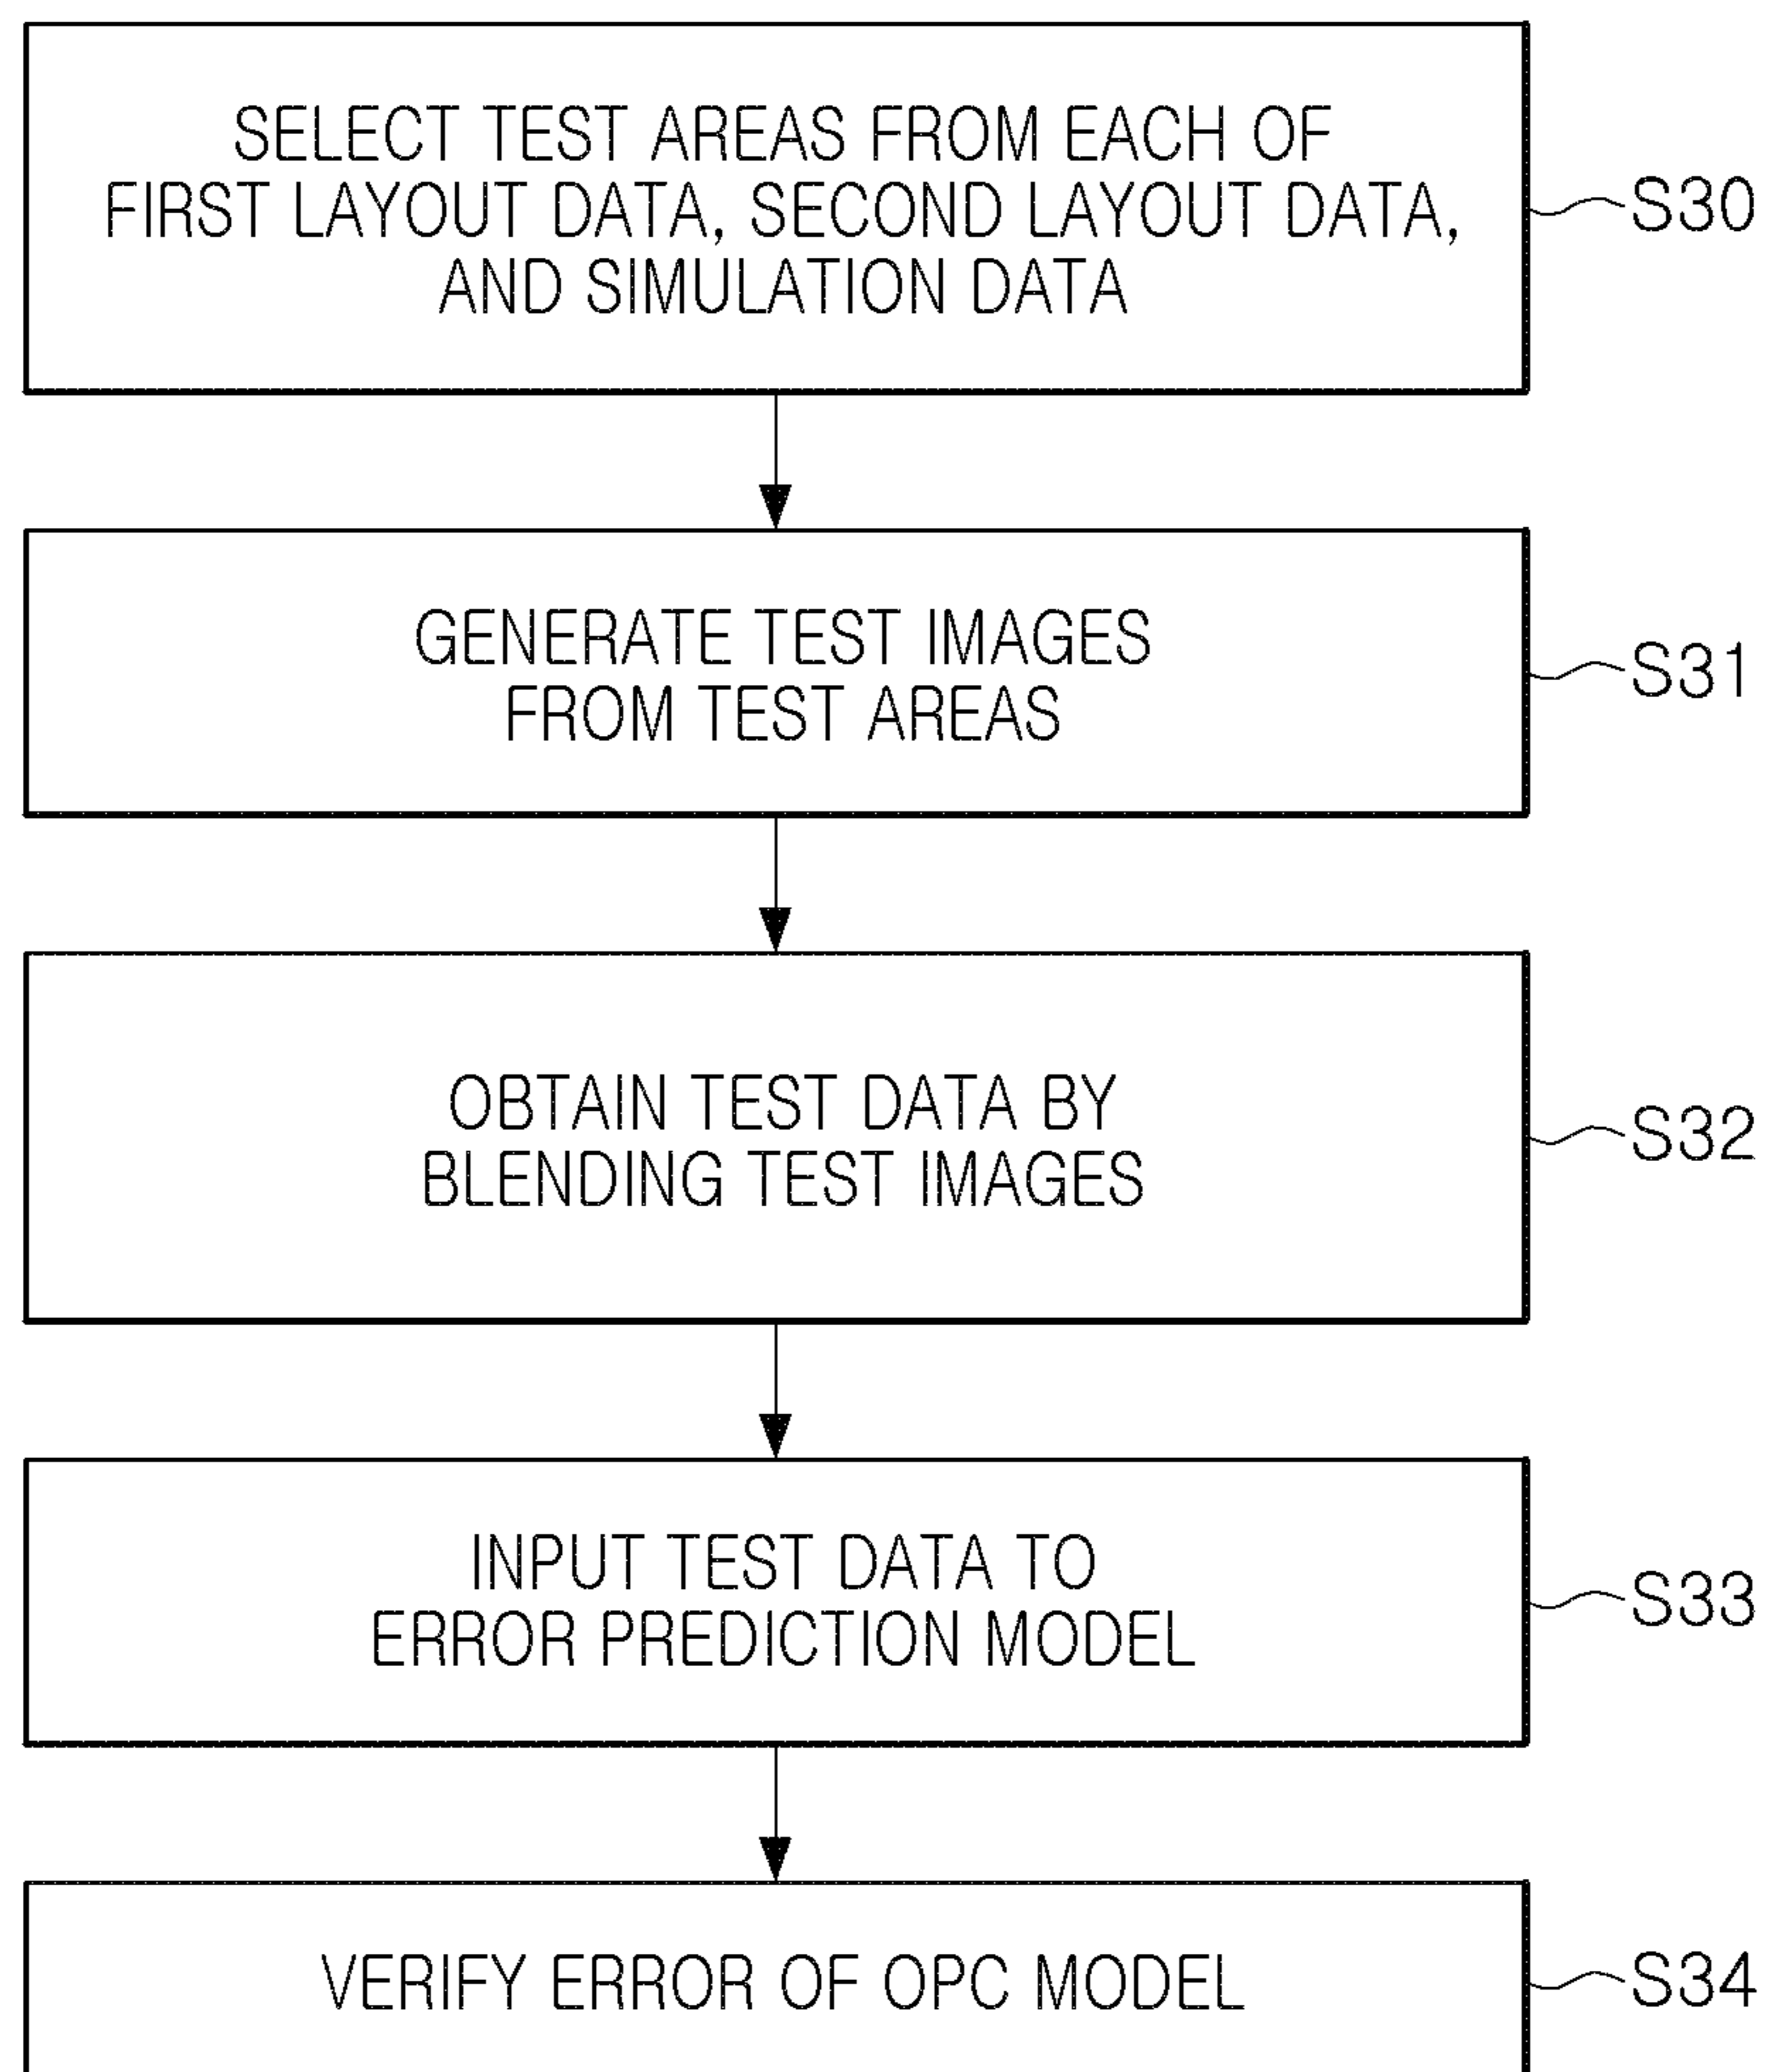 SELECT TEST AREAS FROM EACH OF
FIRST LAYOUT DATA, SECOND LAYOUT DATA,
AND SIMULATION DATA
S30
GENERATE TEST IMAGES
FROM TEST AREAS
S31
OBTAIN TEST DATA BY
BLENDING TEST IMAGES
S32
INPUT TEST DATA TO
ERROR PREDICTION MODEL
S33
VERIFY ERROR OF OPC MODEL
S34